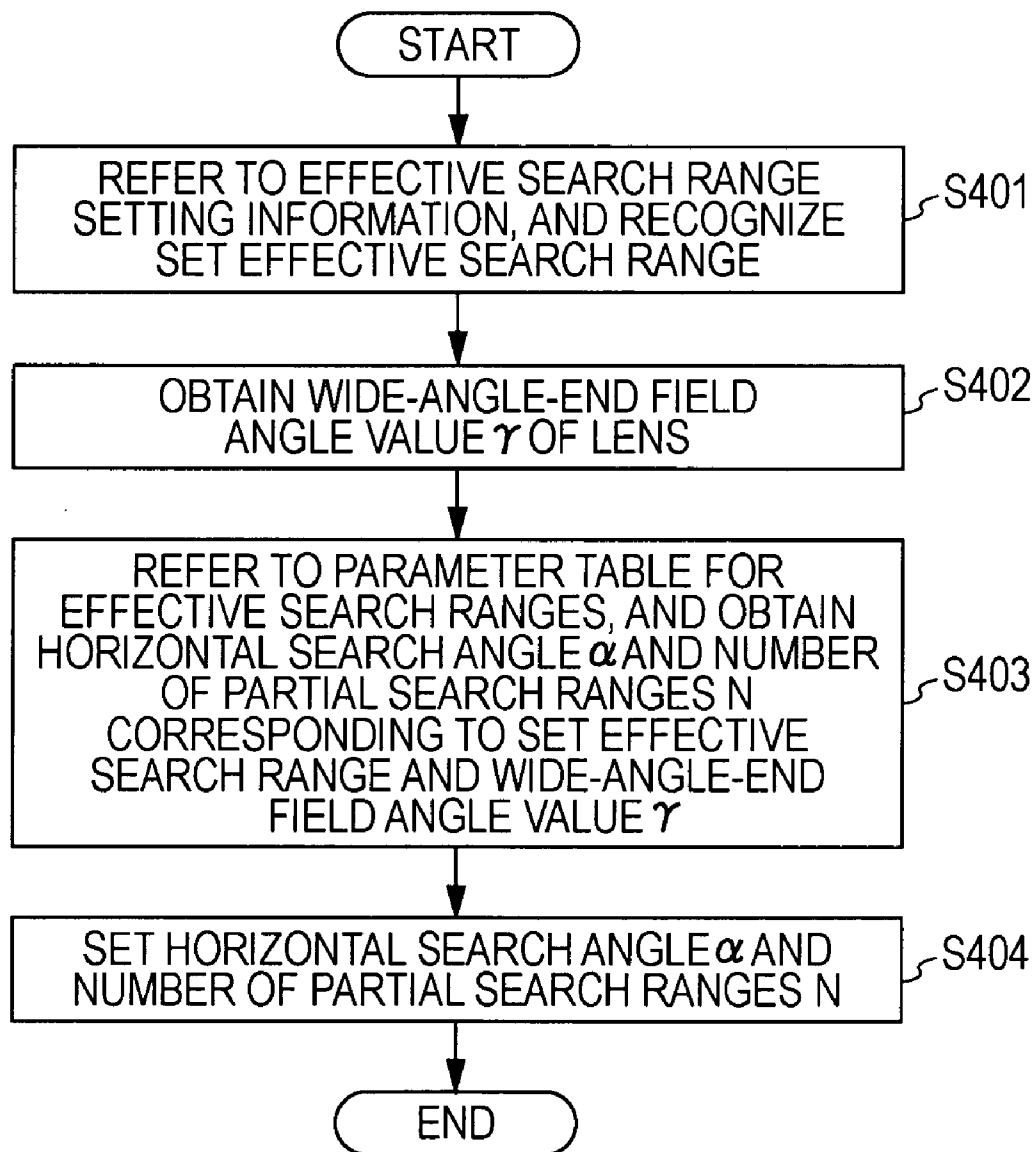 START
REFER TO EFFECTIVE SEARCH RANGE
SETTING INFORMATION, AND RECOGNIZE
SET EFFECTIVE SEARCH RANGE
S401
OBTAIN WIDE-ANGLE-END FIELD
ANGLE VALUE γ OF LENS
S402
REFER TO PARAMETER TABLE FOR
EFFECTIVE SEARCH RANGES, AND OBTAIN
HORIZONTAL SEARCH ANGLE α AND NUMBER
OF PARTIAL SEARCH RANGES N
CORRESPONDING TO SET EFFECTIVE
SEARCH RANGE AND WIDE-ANGLE-END
FIELD ANGLE VALUE γ
S403
SET HORIZONTAL SEARCH ANGLE α AND
NUMBER OF PARTIAL SEARCH RANGES N
S404
END